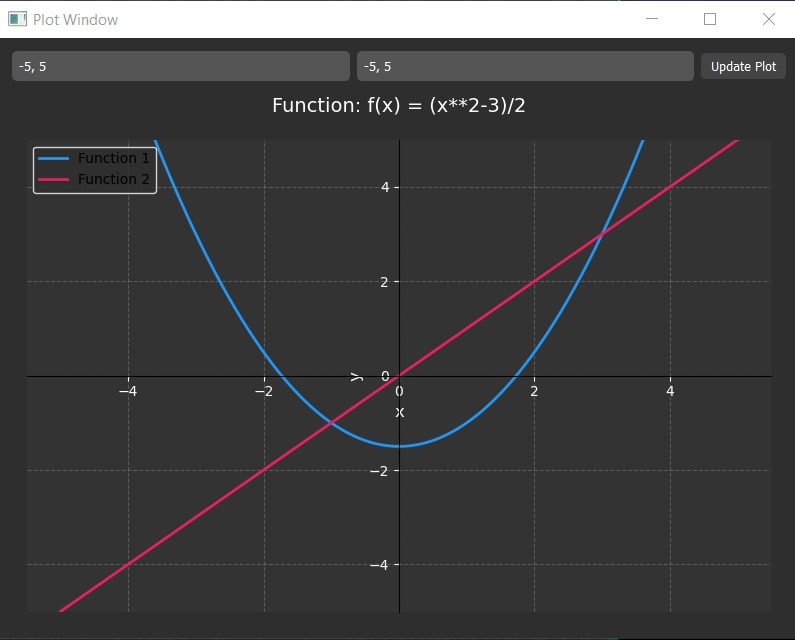 Plot Window
-5, 5 -5, 5 Update Plot
Function: f(x) = (x**2-3)/2
Function 1
Function 2
4
2
y 0
−4 −2 0 2 4
x
−2
−4